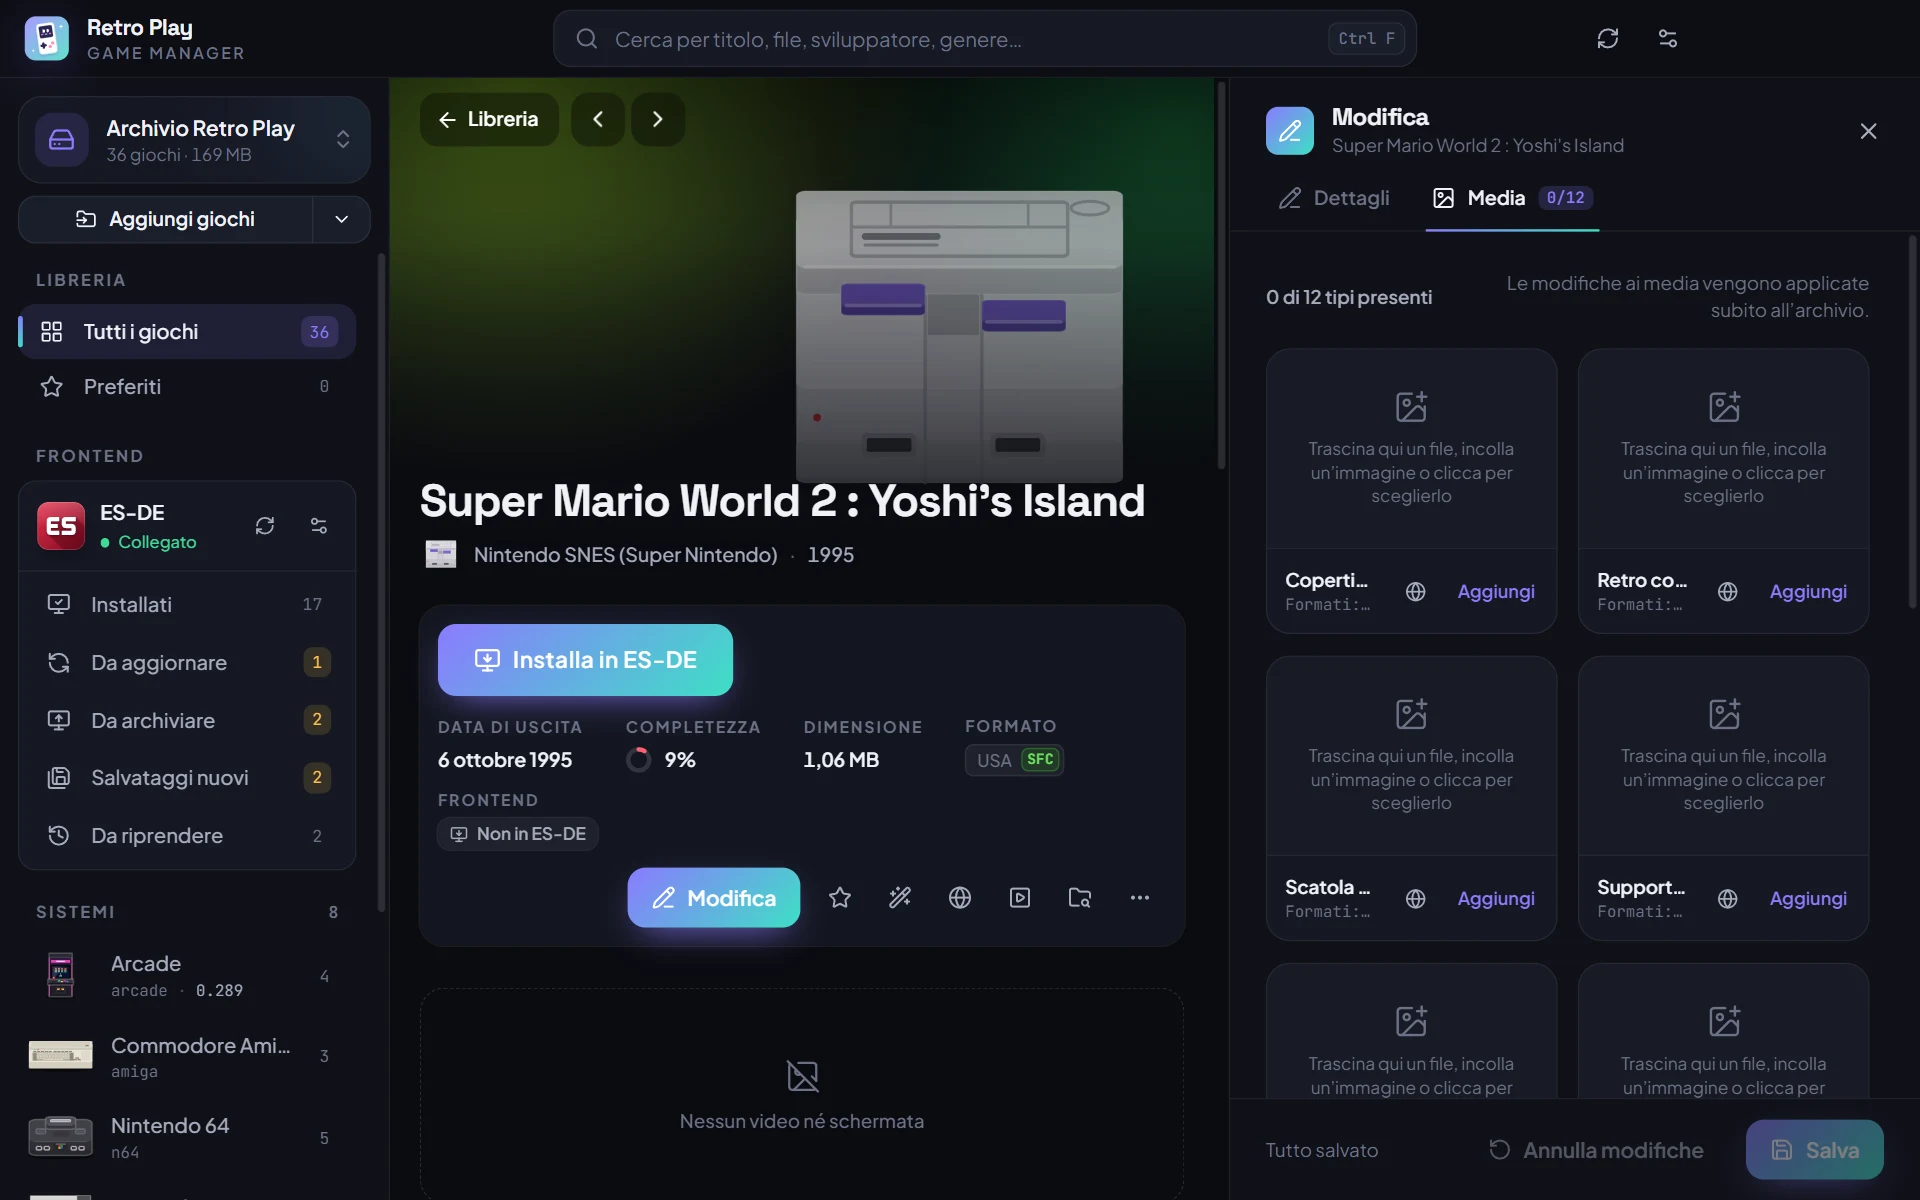 Retro Play
GAME MANAGER
Cerca per titolo, file, sviluppatore, genere...
Ctrl F
Archivio Retro Play
36 giochi · 169 MB
Aggiungi giochi
LIBRERIA
Tutti i giochi
36
Preferiti
0
FRONTEND
ES
ES-DE
Collegato
Installati
17
Da aggiornare
1
Da archiviare
2
Salvataggi nuovi
2
Da riprendere
2
SISTEMI
8
Arcade
arcade · 0.289
4
Commodore Ami...
amiga
3
Nintendo 64
n64
5
Libreria
Super Mario World 2 : Yoshi's Island
Nintendo SNES (Super Nintendo) · 1995
Installa in ES-DE
DATA DI USCITA
6 ottobre 1995
COMPLETEZZA
9%
DIMENSIONE
1,06 MB
FORMATO
USA SFC
FRONTEND
Non in ES-DE
Modifica
Nessun video né schermata
Modifica
Super Mario World 2 : Yoshi's Island
Dettagli
Media
0/12
0 di 12 tipi presenti
Le modifiche ai media vengono applicate
subito all'archivio.
Trascina qui un file, incolla
un'immagine o clicca per
sceglierlo
Coperti...
Formati:...
Aggiungi
Trascina qui un file, incolla
un'immagine o clicca per
sceglierlo
Retro co...
Formati:...
Aggiungi
Trascina qui un file, incolla
un'immagine o clicca per
sceglierlo
Scatola ...
Formati:...
Aggiungi
Trascina qui un file, incolla
un'immagine o clicca per
sceglierlo
Support...
Formati:...
Aggiungi
Trascina qui un file, incolla
un'immagine o clicca per
Trascina qui un file, incolla
un'immagine o clicca per
Tutto salvato
Annulla modifiche
Salva